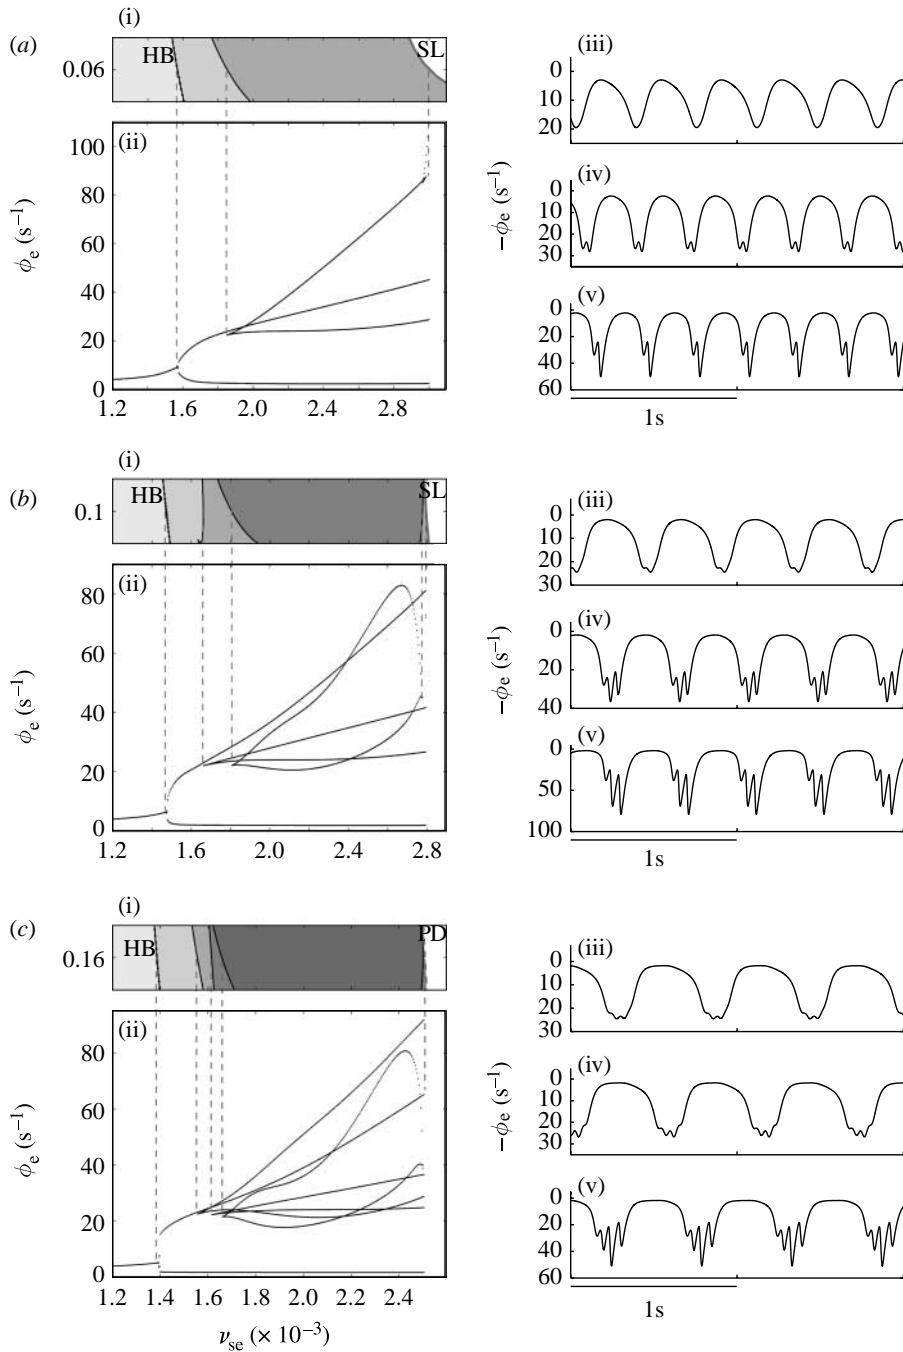 (i)
(a)
HB
SL
0.06
(ii)
100
80
60
40
20
0
ϕe (s−1)
1.2
1.6
2.0
2.4
2.8
(iii)
0
10
20
(iv)
0
10
20
30
−ϕe (s−1)
(v)
0
20
40
60
1s
(i)
(b)
HB
SL
0.1
(ii)
80
60
40
20
0
ϕe (s−1)
1.2
1.6
2.0
2.4
2.8
(iii)
0
10
20
30
(iv)
0
20
40
−ϕe (s−1)
(v)
0
50
100
1s
(i)
(c)
HB
PD
0.16
(ii)
80
60
40
20
0
ϕe (s−1)
1.2
1.4
1.6
1.8
2.0
2.2
2.4
νse (× 10−3)
(iii)
0
10
20
30
(iv)
0
10
20
30
−ϕe (s−1)
(v)
0
20
40
60
1s